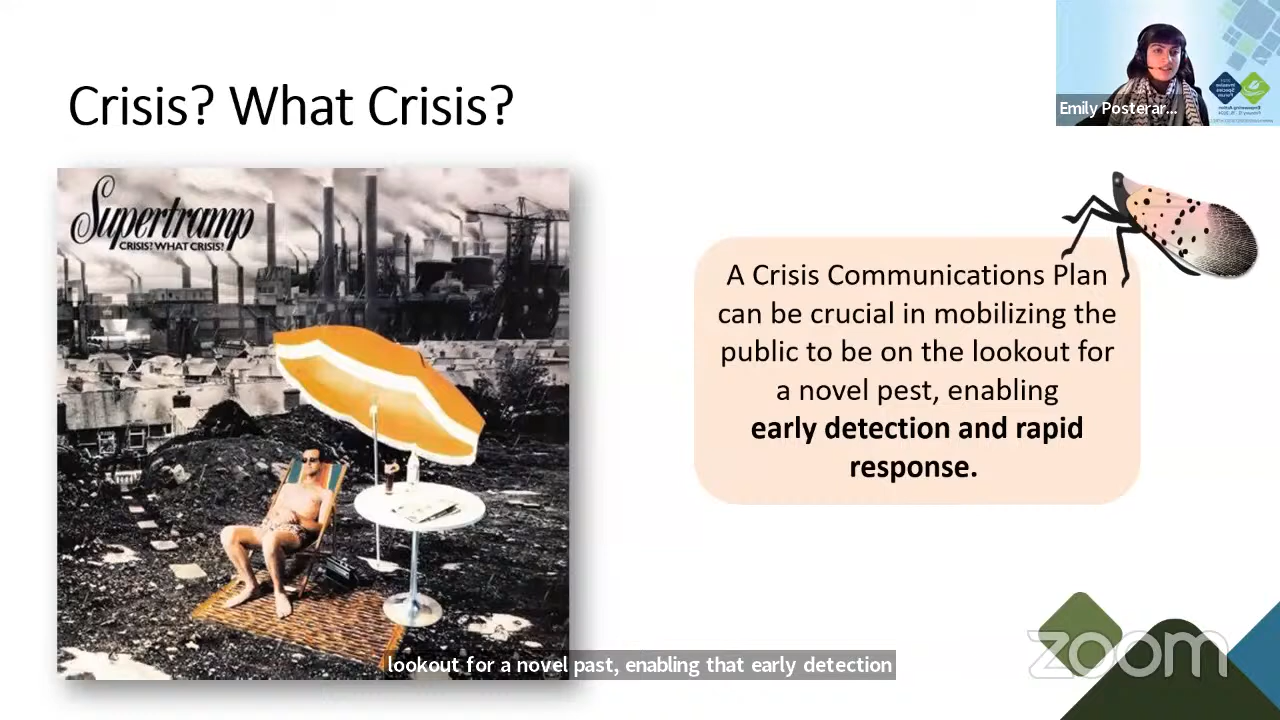 Crisis? What Crisis?
Emily Posterar...
Supertramp
CRISIS? WHAT CRISIS?
A Crisis Communications Plan
can be crucial in mobilizing the
public to be on the lookout for
a novel pest, enabling
early detection and rapid
response.
lookout for a novel past, enabling that early detection
zoom